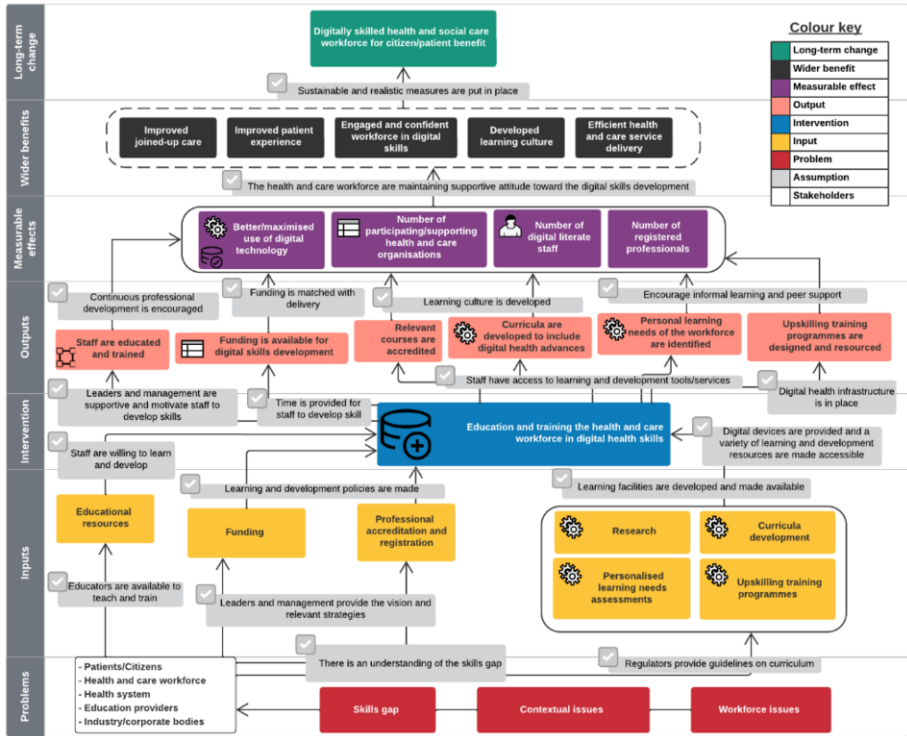 Long-term
change
Digitally skilled health and social care
workforce for citizen/patient benefit
Sustainable and realistic measures are put in place
Colour key
Long-term change
Wider benefit
Measurable effect
Output
Intervention
Input
Problem
Assumption
Stakeholders
Wider benefits
Improved
joined-up care
Improved patient
experience
Engaged and confident
workforce in digital
skills
Developed
learning culture
Efficient health
and care service
delivery
The health and care workforce are maintaining supportive attitude toward the digital skills development
Measurable
effects
Better/maximised
use of digital
technology
Number of
participating/supporting
health and care
organisations
Number of
digital literate
staff
Number of
registered
professionals
Continuous professional
development is encouraged
Funding is matched with
delivery
Learning culture is developed
Encourage informal learning and peer support
Outputs
Staff are educated
and trained
Funding is available for
digital skills development
Relevant
courses are
accredited
Curricula are
developed to include
digital health advances
Personal learning
needs of the workforce
are identified
Upskilling training
programmes are
designed and resourced
Staff have access to learning and development tools/services
Leaders and management are
supportive and motivate staff to
develop skills
Time is provided for
staff to develop skill
Digital health infrastructure
is in place
Intervention
Education and training the health and care
workforce in digital health skills
Staff are willing to learn
and develop
Digital devices are provided and a
variety of learning and development
resources are made accessible
Learning and development policies are made
Learning facilities are developed and made available
Inputs
Educational
resources
Funding
Professional
accreditation and
registration
Research
Curricula
development
Personalised
learning needs
assessments
Upskilling training
programmes
Educators are available to
teach and train
Leaders and management provide the vision and
relevant strategies
There is an understanding of the skills gap
Regulators provide guidelines on curriculum
Problems
- Patients/Citizens
- Health and care workforce
- Health system
- Education providers
- Industry/corporate bodies
Skills gap
Contextual issues
Workforce issues